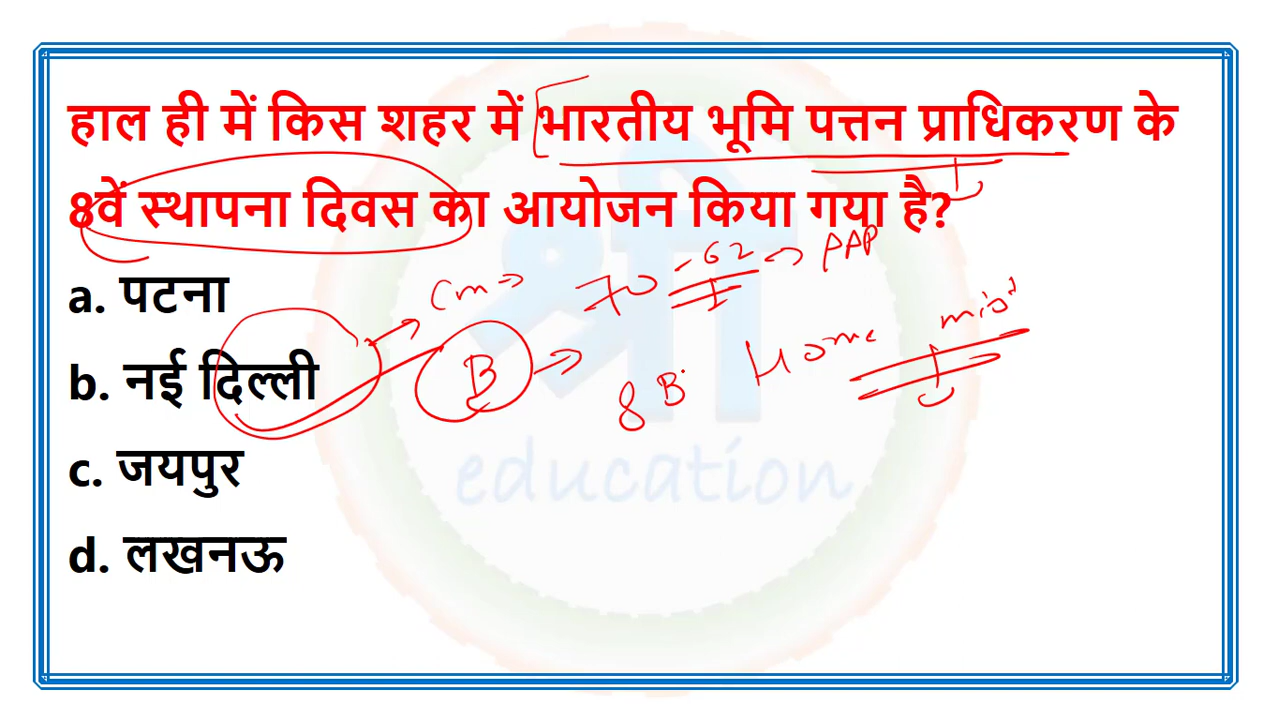 हाल ही में किस शहर में भारतीय भूमि पत्तन प्राधिकरण के
8वें स्थापना दिवस का आयोजन किया गया है?
-62 PAP
a. पटना
Cm 70
b. नई दिल्ली
B
8B Home
c. जयपुर
श्री
education
d. लखनऊ